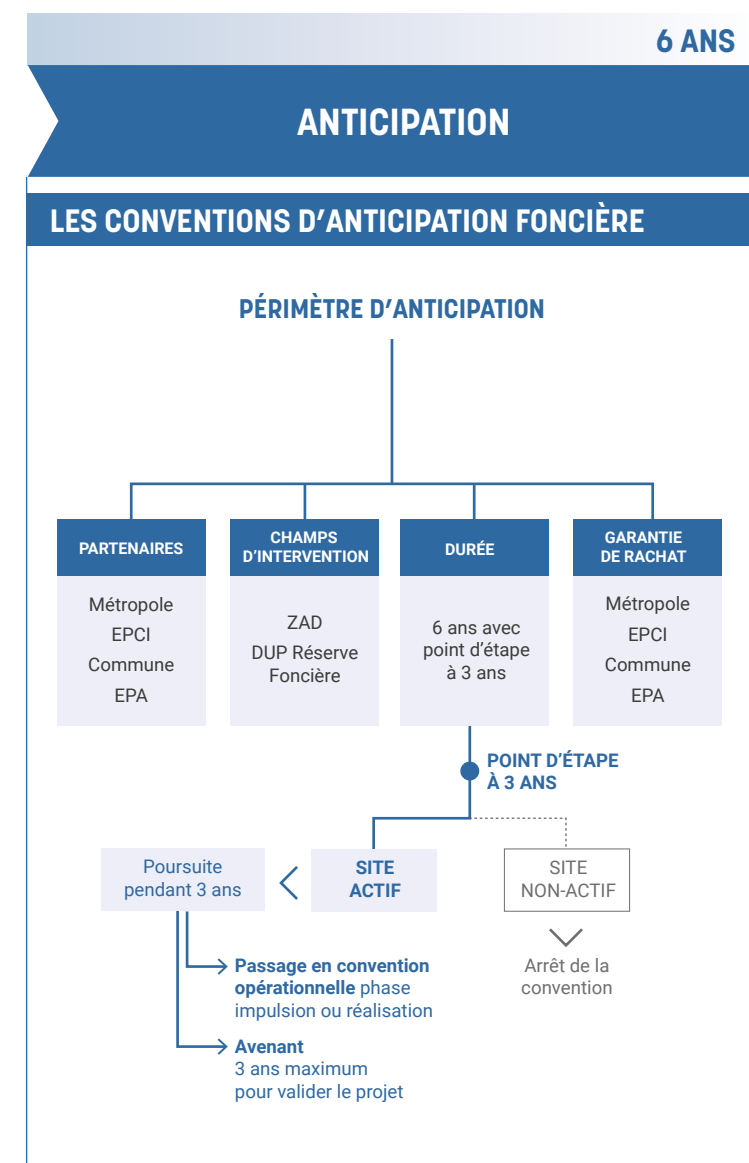 6 ANS
ANTICIPATION
LES CONVENTIONS D'ANTICIPATION FONCIÈRE
PÉRIMÈTRE D'ANTICIPATION
PARTENAIRES
Métropole
EPCI
Commune
EPA
CHAMPS
D'INTERVENTION
ZAD
DUP Réserve
Foncière
DURÉE
6 ans avec
point d'étape
à 3 ans
GARANTIE
DE RACHAT
Métropole
EPCI
Commune
EPA
POINT D'ÉTAPE
À 3 ANS
SITE
ACTIF
Poursuite
pendant 3 ans
Passage en convention
opérationnelle phase
impulsion ou réalisation
Avenant
3 ans maximum
pour valider le projet
SITE
NON-ACTIF
Arrêt de la
convention